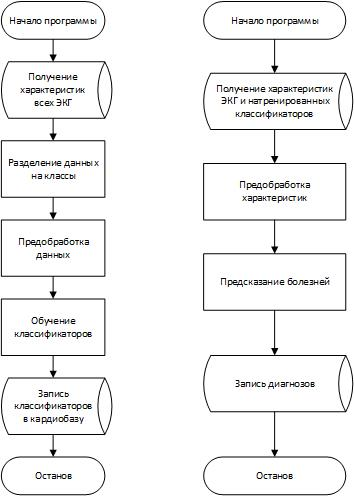 Начало программы
Получение
характеристик
всех ЭКГ
Разделение данных
на классы
Предобработка
данных
Обучение
классификаторов
Запись
классификаторов
в кардиобазу
Останов
Начало программы
Получение характеристик
ЭКГ и натренированных
классификаторов
Предобработка
характеристик
Предсказание болезней
Запись диагнозов
Останов